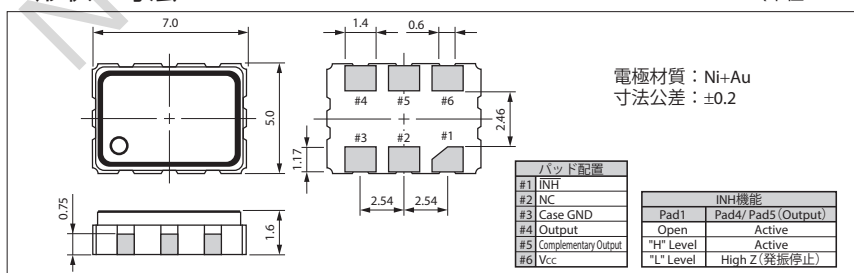 7.0
1.4
0.6
#4 #5 #6
5.0
#3 #2 #1
2.46
1.17
2.54 2.54
0.75
1.6
電極材質：Ni+Au
寸法公差：±0.2
パッド配置
#1 INH
#2 NC
#3 Case GND
#4 Output
#5 Complementary Output
#6 Vcc
INH機能
Pad1 Pad4/ Pad5（Output）
Open Active
"H" Level Active
"L" Level High Z（発振停止）